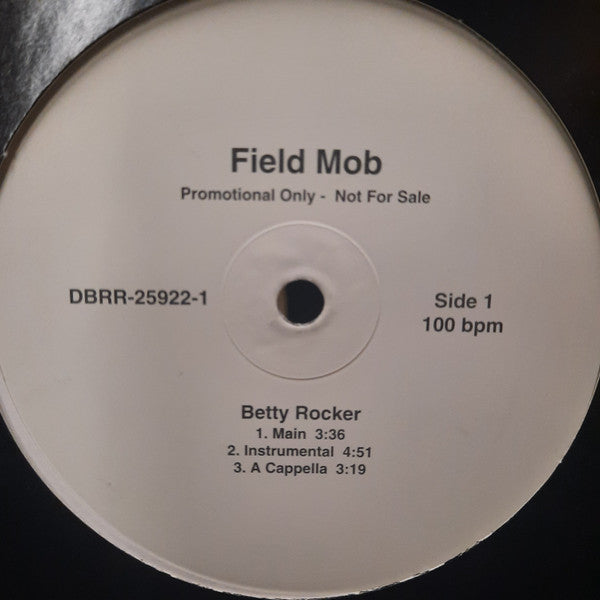 Field Mob
Promotional Only - Not For Sale
DBRR-25922-1
Side 1
100 bpm
Betty Rocker
1. Main 3:36
2. Instrumental 4:51
3. A Cappella 3:19